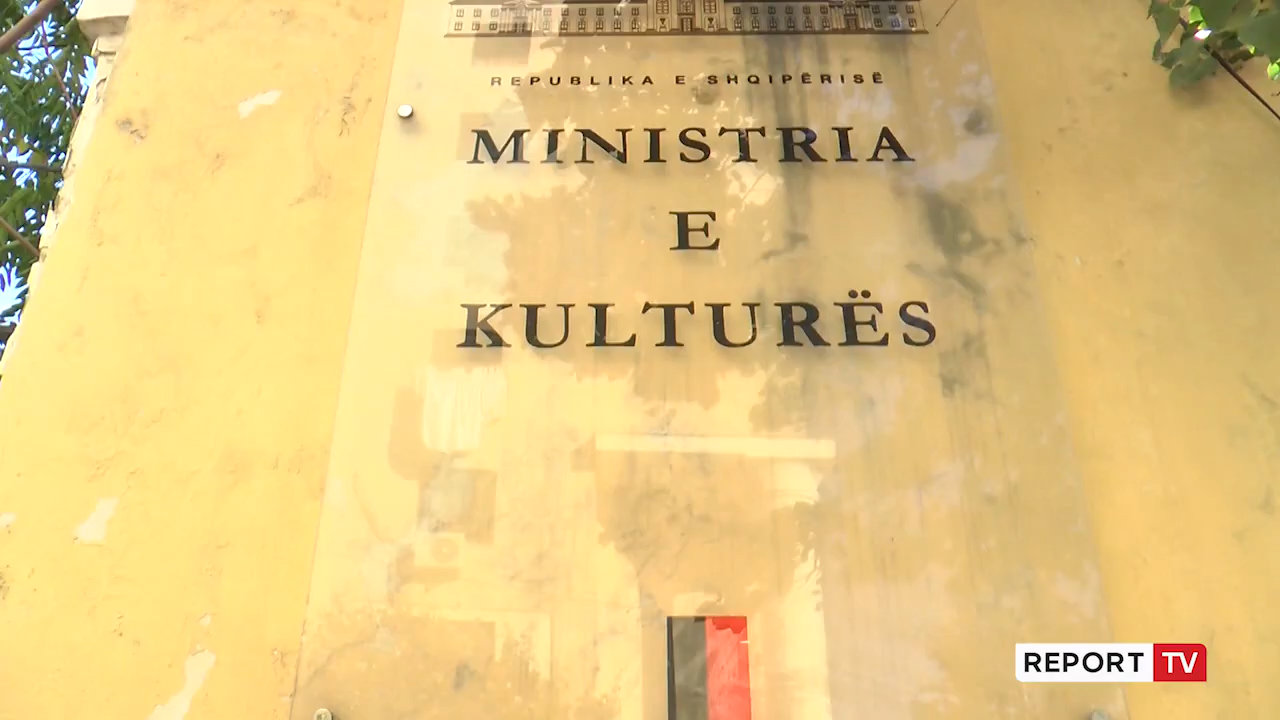 REPUBLIKA E SHQIPËRISË
MINISTRIA
E
KULTURËS
REPORT TV